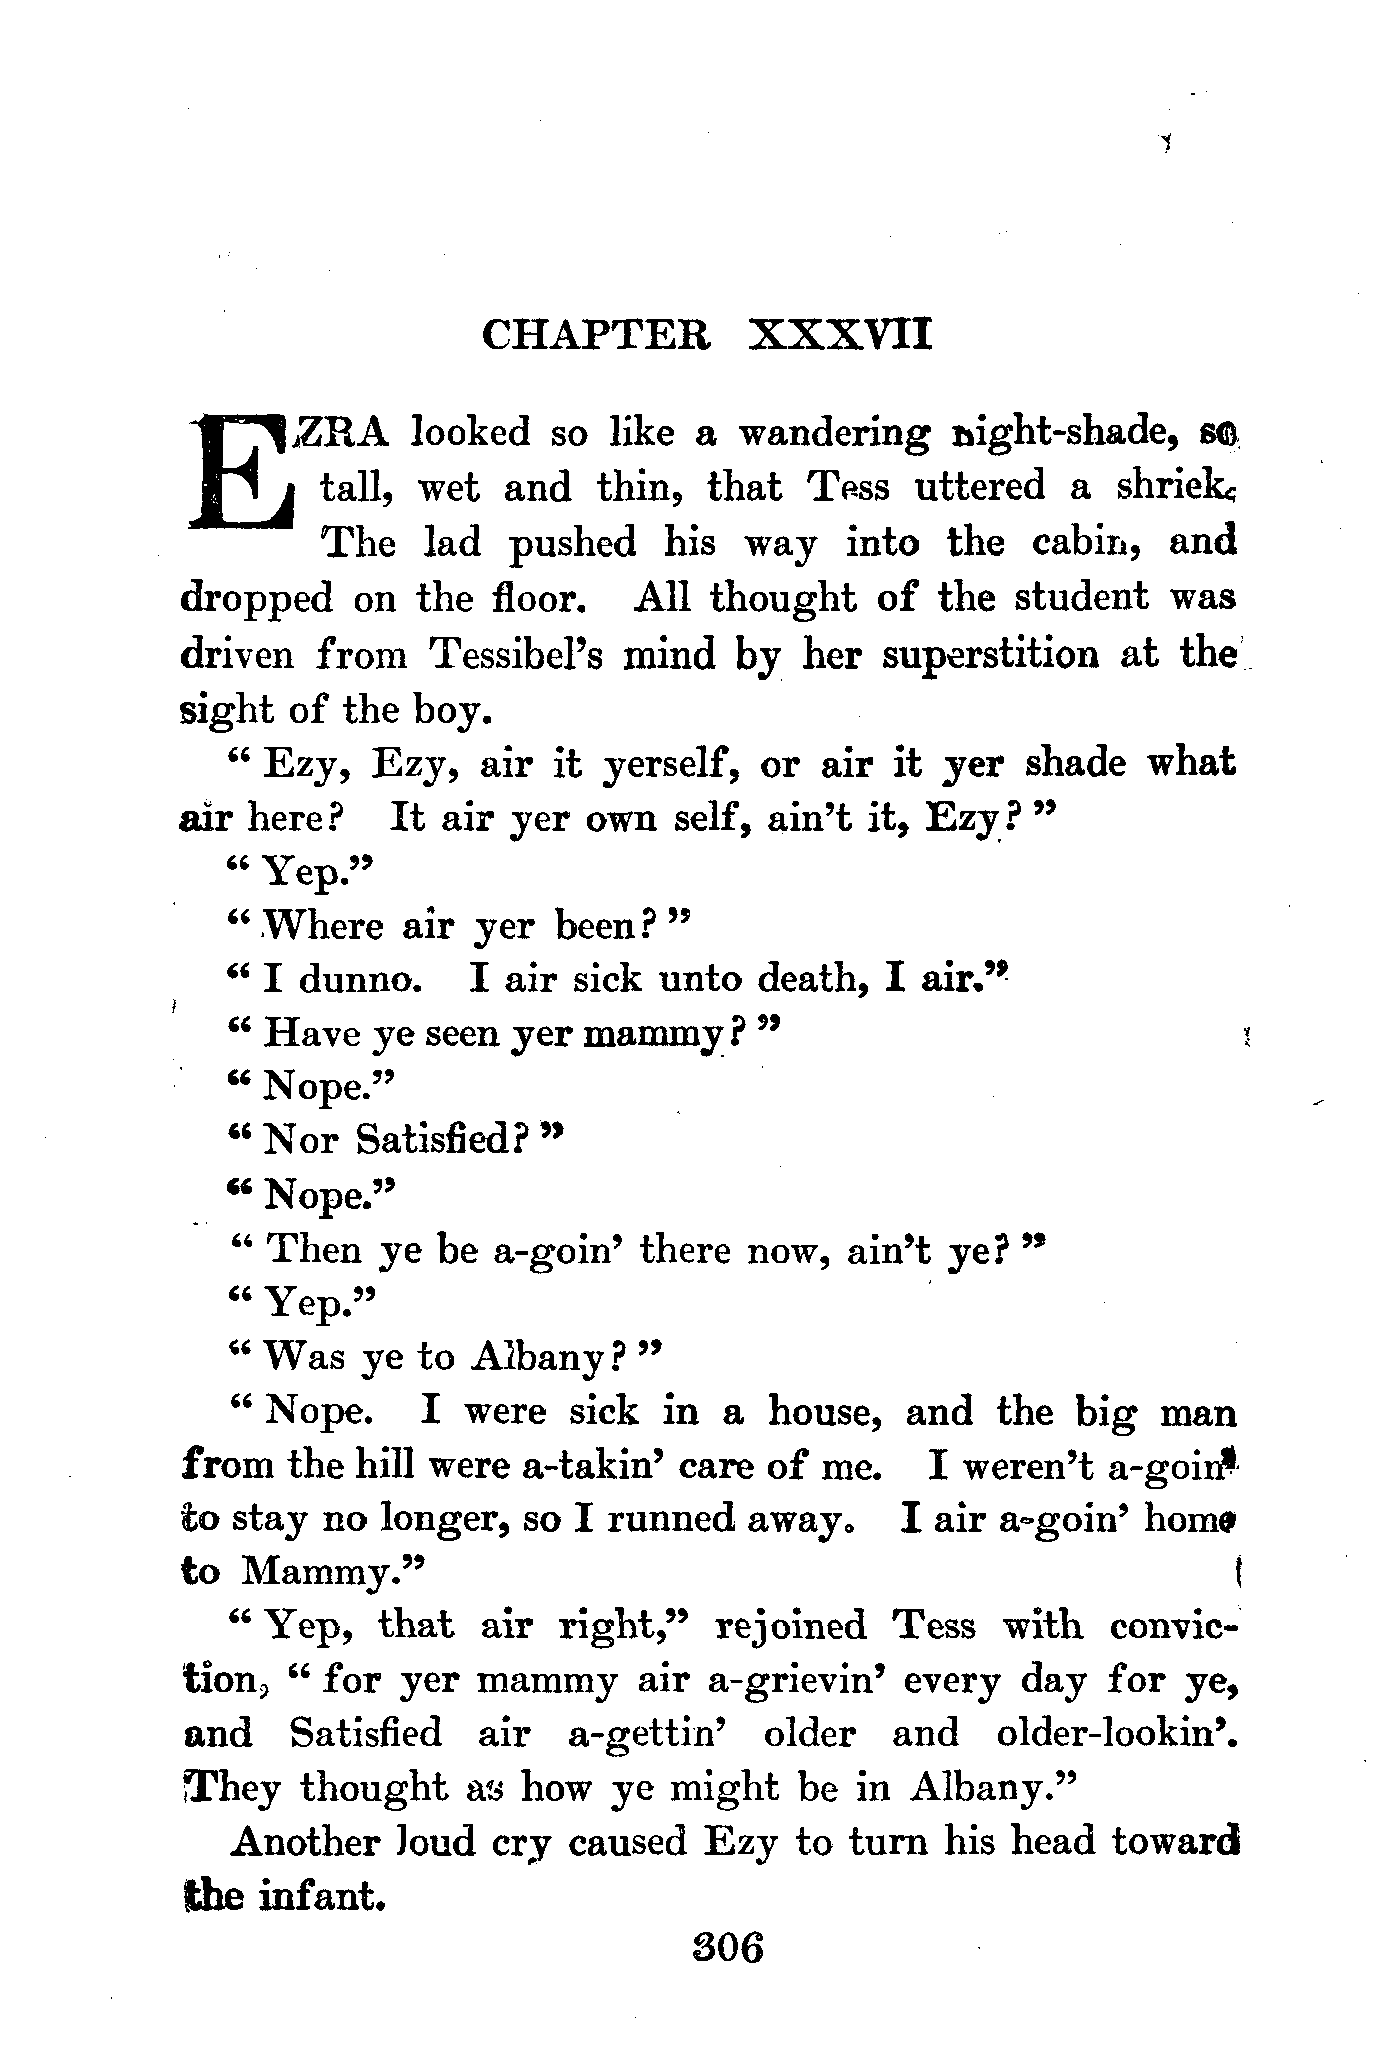 CHAPTER XXXVII
EZRA looked so like a wandering night-shade, so
tall, wet and thin, that Tess uttered a shriek.
The lad pushed his way into the cabin, and
dropped on the floor. All thought of the student was
driven from Tessibel's mind by her superstition at the
sight of the boy.
“ Ezy, Ezy, air it yerself, or air it yer shade what
air here? It air yer own self, ain't it, Ezy? ”
“ Yep.”
“ Where air yer been? ”
“ I dunno. I air sick unto death, I air.”
“ Have ye seen yer mammy? ”
“ Nope.”
“ Nor Satisfied? ”
“ Nope.”
“ Then ye be a-goin’ there now, ain't ye? ”
“ Yep.”
“ Was ye to Albany? ”
“ Nope. I were sick in a house, and the big man
from the hill were a-takin’ care of me. I weren't a-goin’
to stay no longer, so I runned away. I air a-goin’ home
to Mammy.”
“ Yep, that air right,” rejoined Tess with convic-
tion, “ for yer mammy air a-grievin’ every day for ye,
and Satisfied air a-gettin’ older and older-lookin’.
They thought as how ye might be in Albany.”
Another loud cry caused Ezy to turn his head toward
the infant.
306